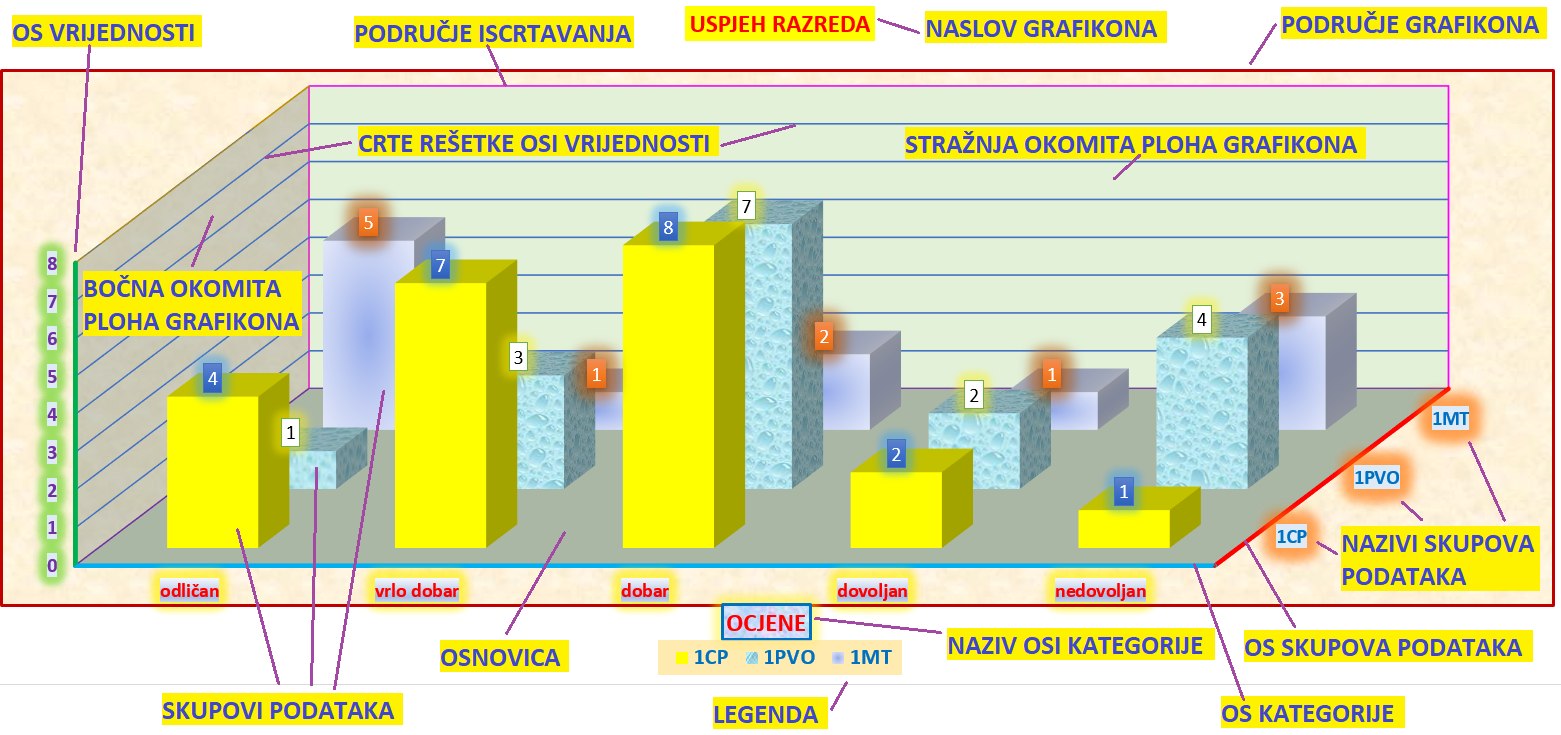 OS VRIJEDNOSTI
PODRUČJE ISCRTAVANJA
USPJEH RAZREDA
NASLOV GRAFIKONA
PODRUČJE GRAFIKONA
CRTE REŠETKE OSI VRIJEDNOSTI
STRAŽNJA OKOMITA PLOHA GRAFIKONA
BOČNA OKOMITA
PLOHA GRAFIKONA
8
7
6
5
4
3
2
1
0
4
7
8
2
1
1
3
7
2
4
5
1
2
1
3
1MT
1PVO
1CP
NAZIVI SKUPOVA
PODATAKA
odličan
vrlo dobar
dobar
dovoljan
nedovoljan
OCJENE
1CP
1PVO
1MT
OSNOVICA
NAZIV OSI KATEGORIJE
OS SKUPOVA PODATAKA
SKUPOVI PODATAKA
LEGENDA
OS KATEGORIJE